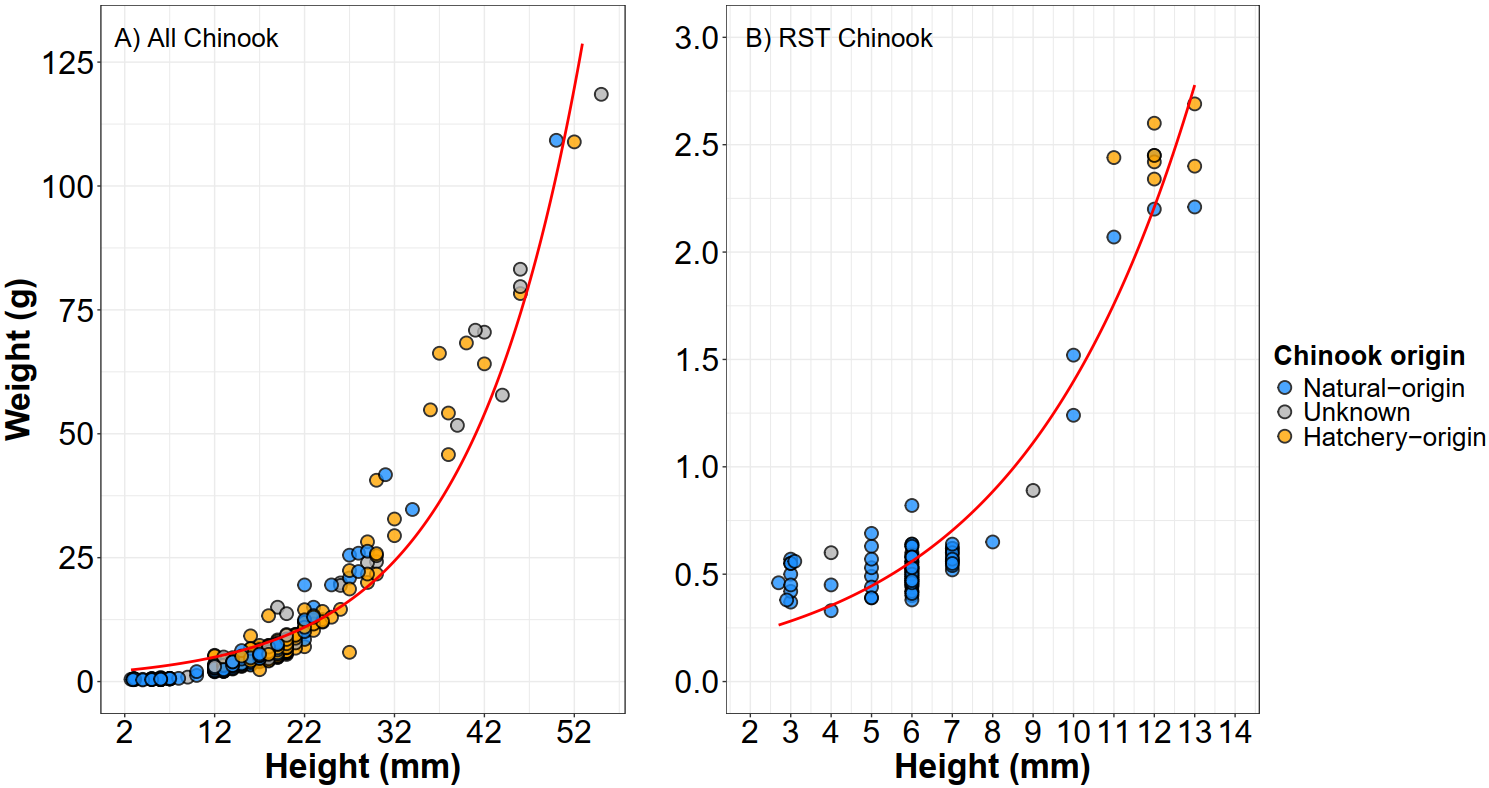 A) All Chinook
125
100
75
50
25
0
2 12 22 32 42 52
Height (mm)
Weight (g)
B) RST Chinook
3.0
2.5
2.0
1.5
1.0
0.5
0.0
2 3 4 5 6 7 8 9 10 11 12 13 14
Height (mm)
Chinook origin
Natural−origin
Unknown
Hatchery−origin